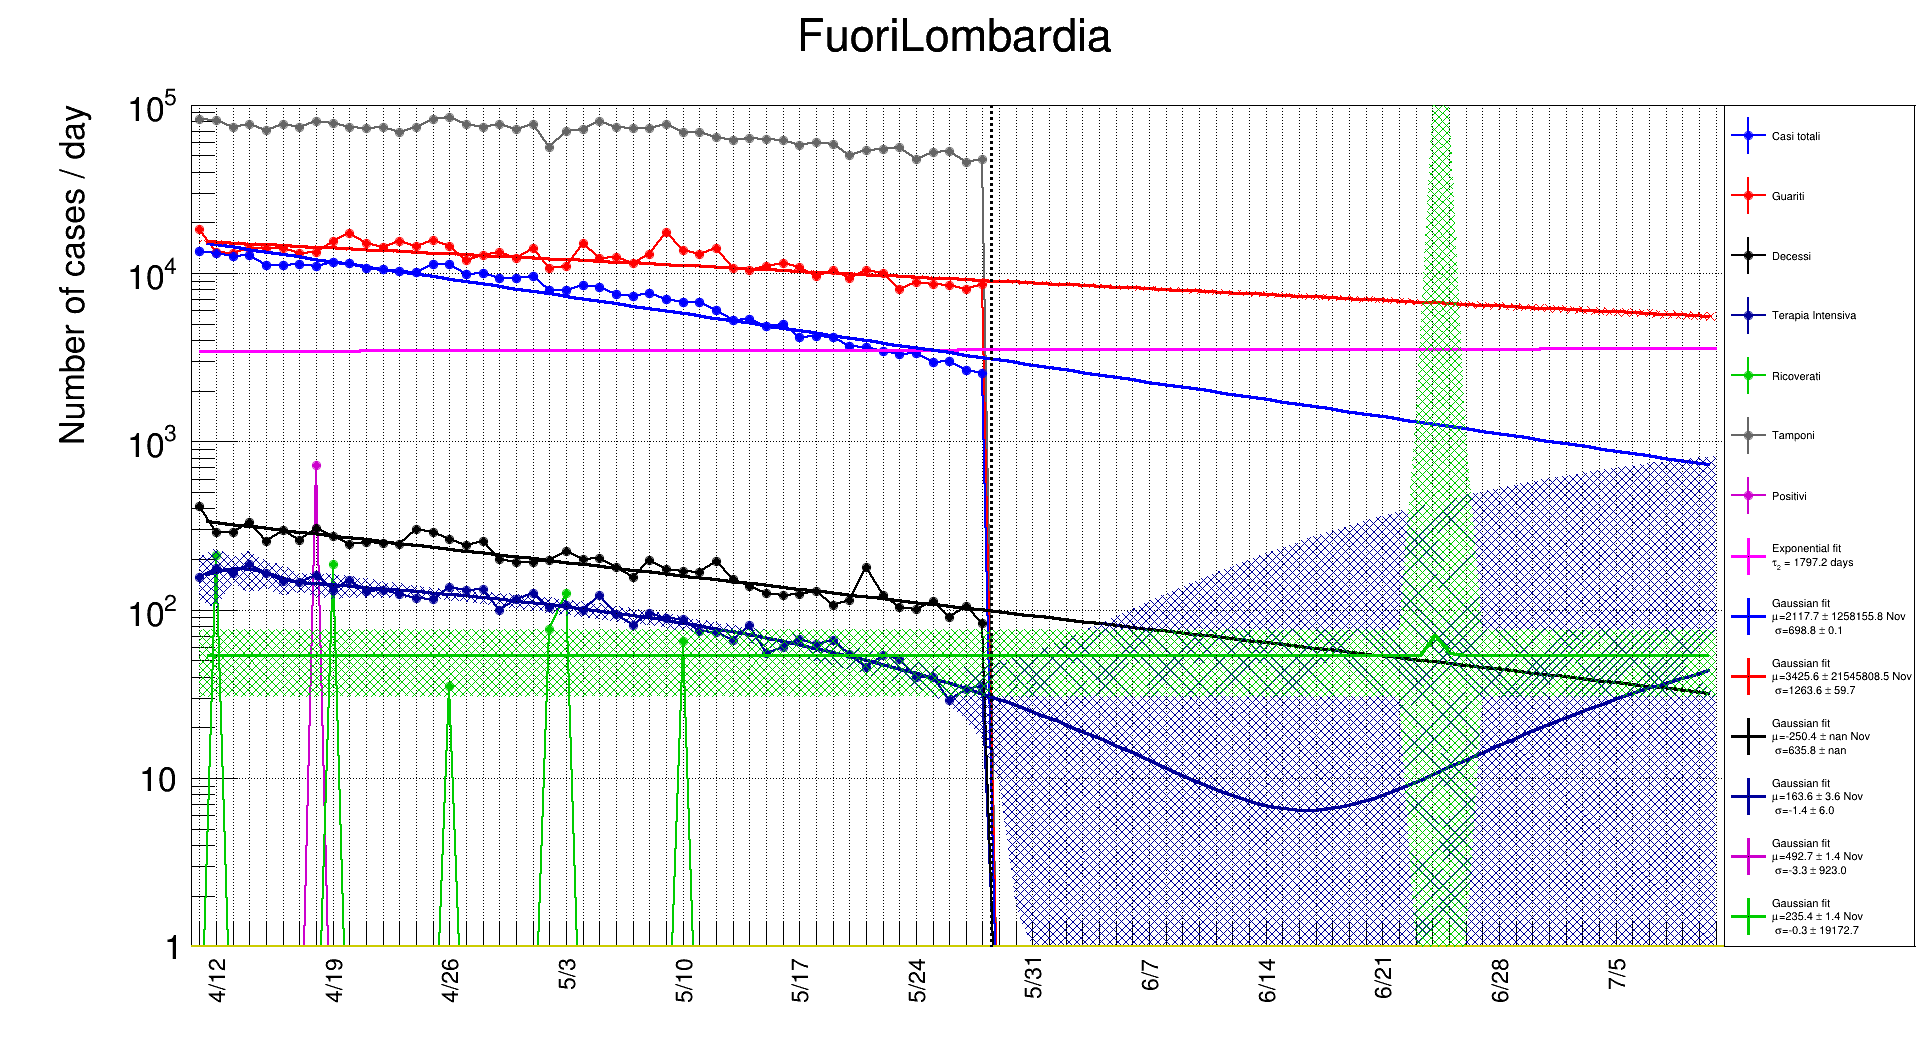 FuoriLombardia
Number of cases / day
10^5
10^4
10^3
10^2
10
1
4/12
4/19
4/26
5/3
5/10
5/17
5/24
5/31
6/7
6/14
6/21
6/28
7/5
Casi totali
Guariti
Decessi
Terapia Intensiva
Ricoverati
Tamponi
Positivi
Exponential fit
τ₂ = 1797.2 days
Gaussian fit
μ=2117.7 ± 1258155.8 Nov
σ=698.8 ± 0.1
Gaussian fit
μ=3425.6 ± 21545808.5 Nov
σ=1263.6 ± 59.7
Gaussian fit
μ=-250.4 ± nan Nov
σ=635.8 ± nan
Gaussian fit
μ=163.6 ± 3.6 Nov
σ=-1.4 ± 6.0
Gaussian fit
μ=492.7 ± 1.4 Nov
σ=-3.3 ± 923.0
Gaussian fit
μ=235.4 ± 1.4 Nov
σ=-0.3 ± 19172.7